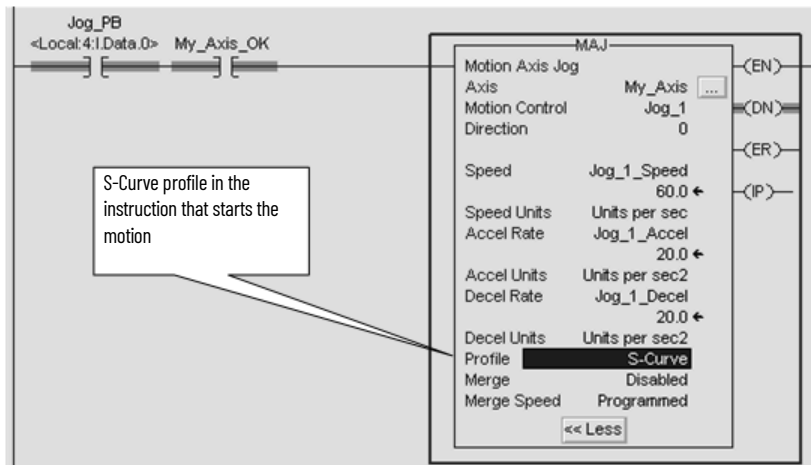 Jog_PB
<Local:4:I.Data.0> My_Axis_OK
MAJ
Motion Axis Jog
Axis My_Axis ...
Motion Control Jog_1
Direction 0
Speed Jog_1_Speed
60.0
Speed Units Units per sec
Accel Rate Jog_1_Accel
20.0
Accel Units Units per sec2
Decel Rate Jog_1_Decel
20.0
Decel Units Units per sec2
Profile S-Curve
Merge Disabled
Merge Speed Programmed
<< Less
EN
DN
ER
IP
S-Curve profile in the
instruction that starts the
motion